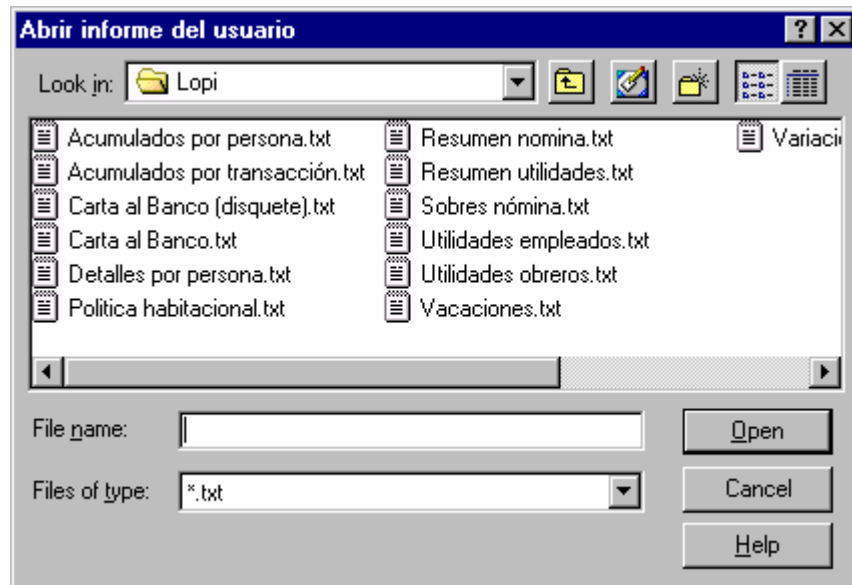 Abrir informe del usuario
Look in: Lopi
Acumulados por persona.txt
Acumulados por transacción.txt
Carta al Banco (disquete).txt
Carta al Banco.txt
Detalles por persona.txt
Politica habitacional.txt
Resumen nomina.txt
Resumen utilidades.txt
Sobres nómina.txt
Utilidades empleados.txt
Utilidades obreros.txt
Vacaciones.txt
Variaci
File name:
Open
Files of type: *.txt
Cancel
Help